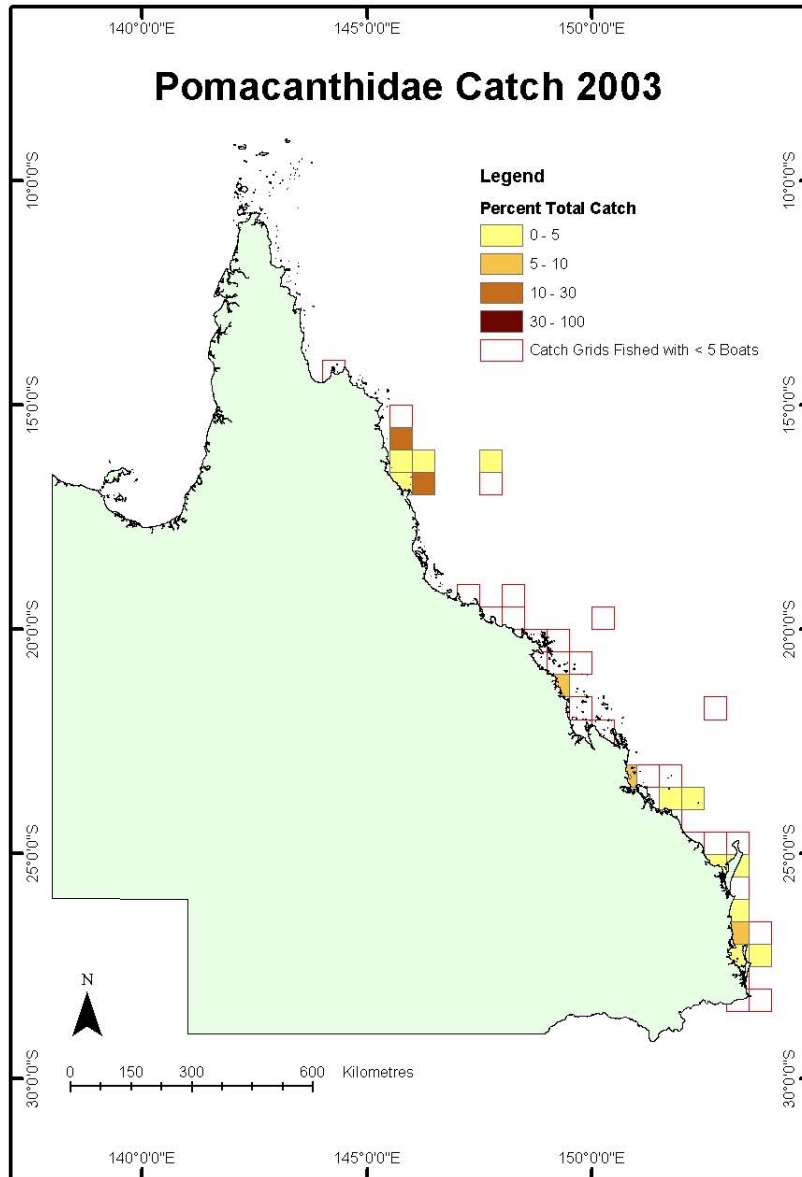 140°0'0"E 145°0'0"E 150°0'0"E
Pomacanthidae Catch 2003
10°0'0"S 10°0'0"S
Legend
Percent Total Catch
0 - 5
5 - 10
10 - 30
30 - 100
Catch Grids Fished with < 5 Boats
15°0'0"S 15°0'0"S
20°0'0"S 20°0'0"S
25°0'0"S 25°0'0"S
N
0 150 300 600 Kilometres
30°0'0"S 30°0'0"S
140°0'0"E 145°0'0"E 150°0'0"E